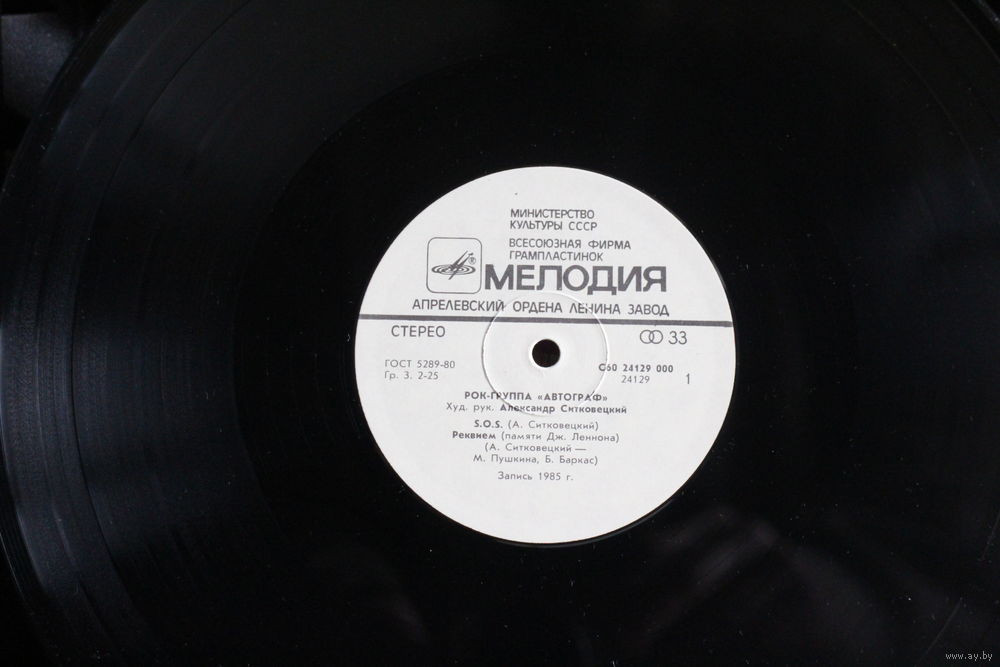 МИНИСТЕРСТВО
КУЛЬТУРЫ СССР
ВСЕСОЮЗНАЯ ФИРМА
ГРАМПЛАСТИНОК
®
МЕЛОДИЯ
АПРЕЛЕВСКИЙ ОРДЕНА ЛЕНИНА ЗАВОД
СТЕРЕО 33
ГОСТ 5289-80 С60 24129 000
Гр. 3. 2-25 24129 1
РОК-ГРУППА «АВТОГРАФ»
Худ. рук. Александр Ситковецкий
S.O.S. (А. Ситковецкий)
Реквием (памяти Дж. Леннона)
(А. Ситковецкий —
М. Пушкина, Б. Баркас)
Запись 1985 г.
www.ay.by